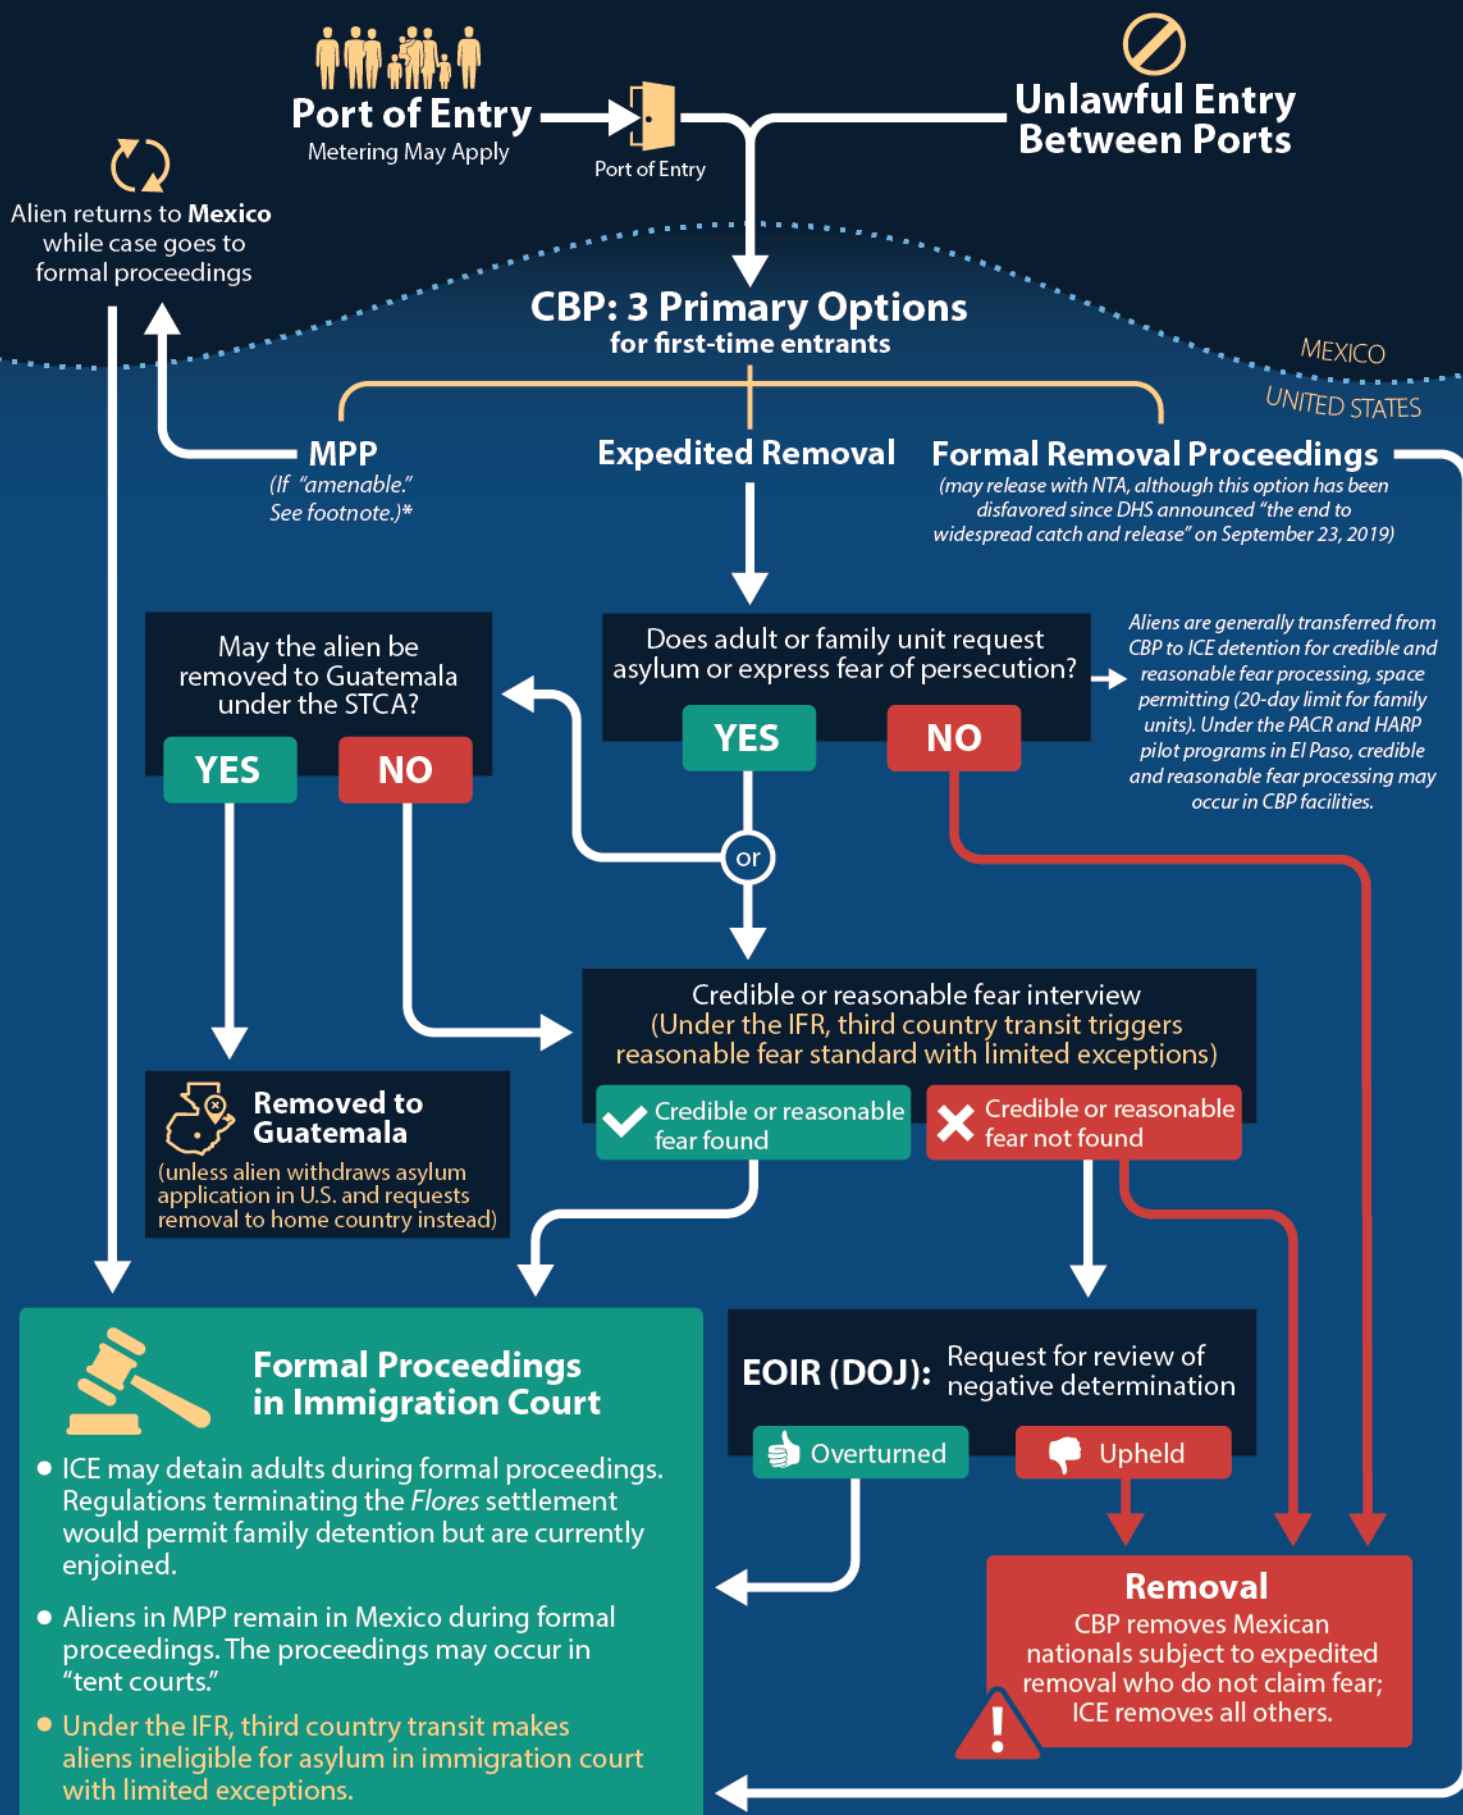 Port of Entry
Metering May Apply
Port of Entry
Unlawful Entry
Between Ports
Alien returns to Mexico
while case goes to
formal proceedings
CBP: 3 Primary Options
for first-time entrants
MEXICO
UNITED STATES
MPP
(If “amenable.”
See footnote.)*
Expedited Removal
Formal Removal Proceedings
(may release with NTA, although this option has been
disfavored since DHS announced “the end to
widespread catch and release” on September 23, 2019)
May the alien be
removed to Guatemala
under the STCA?
YES
NO
Does adult or family unit request
asylum or express fear of persecution?
YES
NO
Aliens are generally transferred from
CBP to ICE detention for credible and
reasonable fear processing, space
permitting (20-day limit for family
units). Under the PACR and HARP
pilot programs in El Paso, credible
and reasonable fear processing may
occur in CBP facilities.
or
Credible or reasonable fear interview
(Under the IFR, third country transit triggers
reasonable fear standard with limited exceptions)
Credible or reasonable
fear found
Credible or reasonable
fear not found
Removed to
Guatemala
(unless alien withdraws asylum
application in U.S. and requests
removal to home country instead)
Formal Proceedings
in Immigration Court
• ICE may detain adults during formal proceedings.
Regulations terminating the Flores settlement
would permit family detention but are currently
enjoined.
• Aliens in MPP remain in Mexico during formal
proceedings. The proceedings may occur in
“tent courts.”
• Under the IFR, third country transit makes
aliens ineligible for asylum in immigration court
with limited exceptions.
EOIR (DOJ):
Request for review of
negative determination
Overturned
Upheld
Removal
CBP removes Mexican
nationals subject to expedited
removal who do not claim fear;
ICE removes all others.